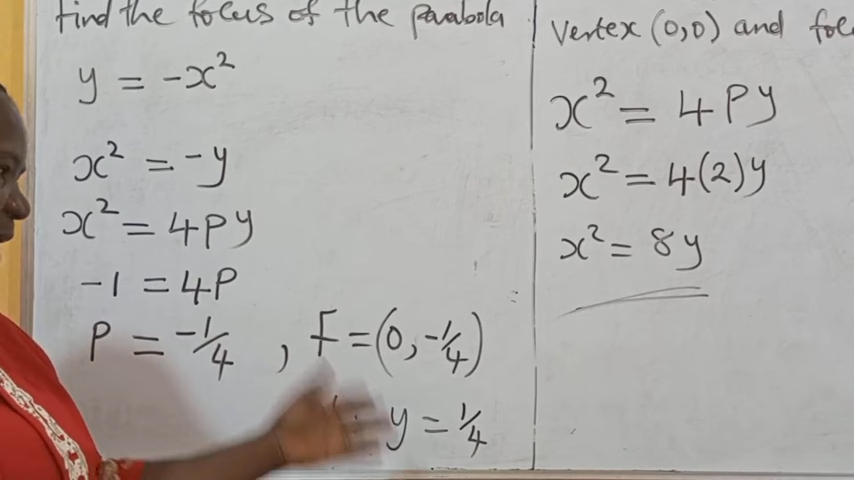 find the focus of the parabola
y = -x²
x² = -y
x² = 4py
-1 = 4p
p = -1/4 , F = (0, -1/4)
y = 1/4
Vertex (0,0) and
x² = 4py
x² = 4(2)y
x² = 8y